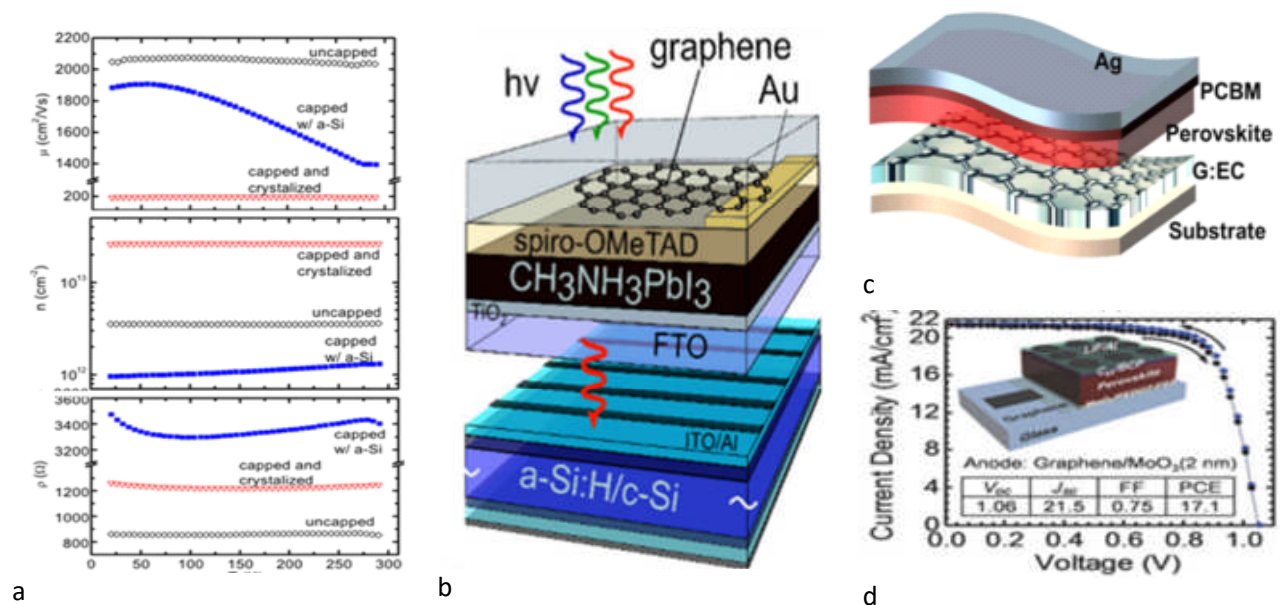 2200
2000
1800
1600
1400
200
μ (cm²/Vs)
uncapped
capped
w/ a-Si
capped and
crystalized
10¹³
10¹²
n (cm⁻²)
capped and
crystalized
uncapped
capped
w/ a-Si
3600
3400
3200
1200
1000
800
ρ (Ω)
capped
w/ a-Si
capped and
crystalized
uncapped
0 50 100 150 200 250 300
a
hν
graphene
Au
spiro-OMeTAD
CH3NH3PbI3
TiO2
FTO
ITO/Al
a-Si:H/c-Si
~ ~
b
Ag
PCBM
Perovskite
G:EC
Substrate
c
22
20
16
12
8
4
0
Current Density (mA/cm²)
LiF/Al
Perovskite
Graphene
Glass
Anode: Graphene/MoO3(2 nm)
Voc Jsc FF PCE
1.06 21.5 0.75 17.1
0.0 0.2 0.4 0.6 0.8 1.0
Voltage (V)
d